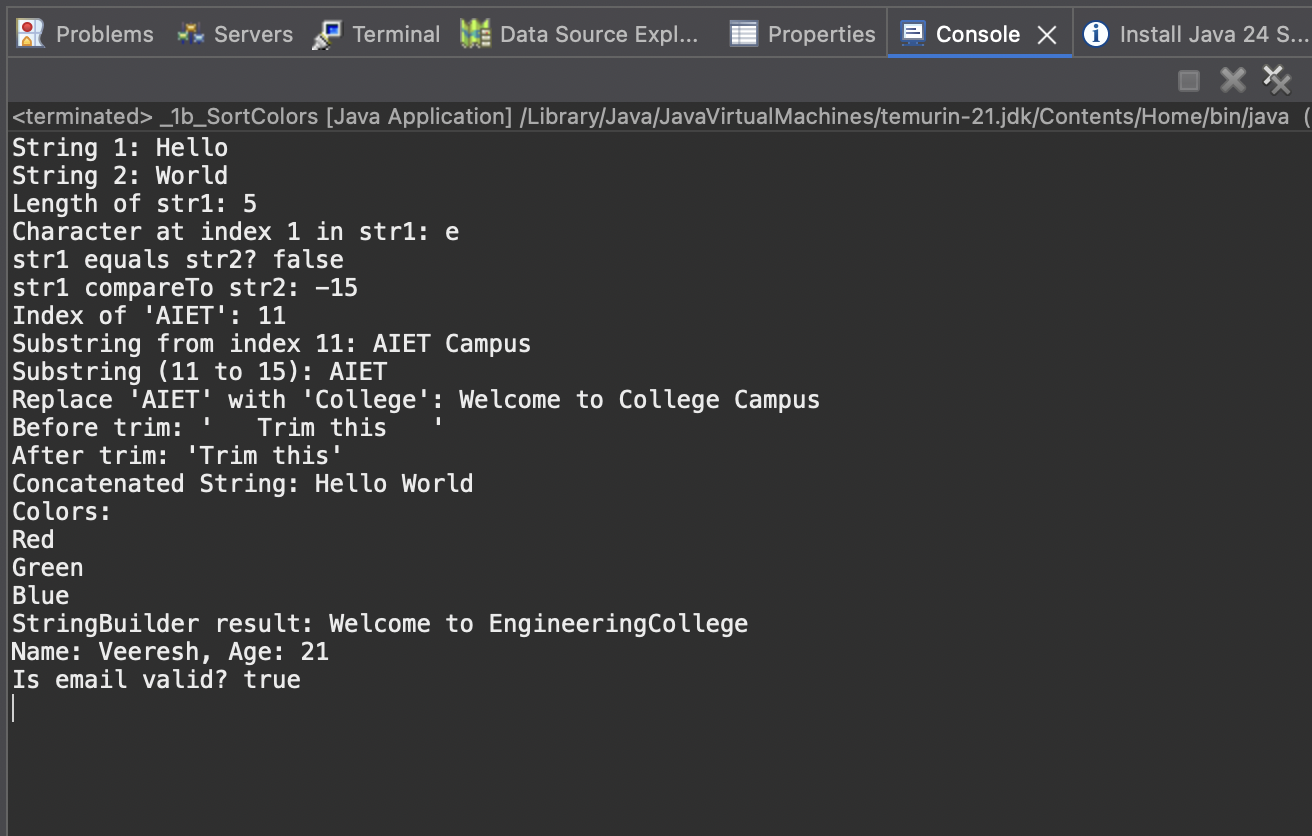 Problems Servers Terminal Data Source Expl... Properties Console Install Java 24 S...
<terminated> _1b_SortColors [Java Application] /Library/Java/JavaVirtualMachines/temurin-21.jdk/Contents/Home/bin/java (
String 1: Hello
String 2: World
Length of str1: 5
Character at index 1 in str1: e
str1 equals str2? false
str1 compareTo str2: -15
Index of 'AIET': 11
Substring from index 11: AIET Campus
Substring (11 to 15): AIET
Replace 'AIET' with 'College': Welcome to College Campus
Before trim: '   Trim this   '
After trim: 'Trim this'
Concatenated String: Hello World
Colors:
Red
Green
Blue
StringBuilder result: Welcome to EngineeringCollege
Name: Veeresh, Age: 21
Is email valid? true